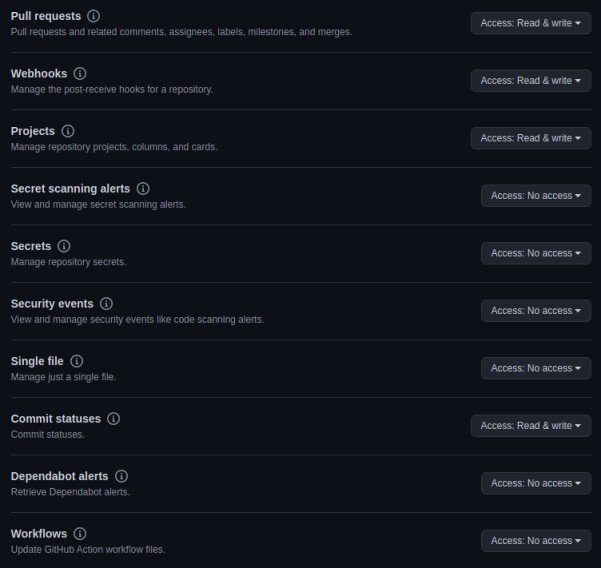 Pull requests
Access: Read & write
Pull requests and related comments, assignees, labels, milestones, and merges.
Webhooks
Access: Read & write
Manage the post-receive hooks for a repository.
Projects
Access: Read & write
Manage repository projects, columns, and cards.
Secret scanning alerts
Access: No access
View and manage secret scanning alerts.
Secrets
Access: No access
Manage repository secrets.
Security events
Access: No access
View and manage security events like code scanning alerts.
Single file
Access: No access
Manage just a single file.
Commit statuses
Access: Read & write
Commit statuses.
Dependabot alerts
Access: No access
Retrieve Dependabot alerts.
Workflows
Access: No access
Update GitHub Action workflow files.